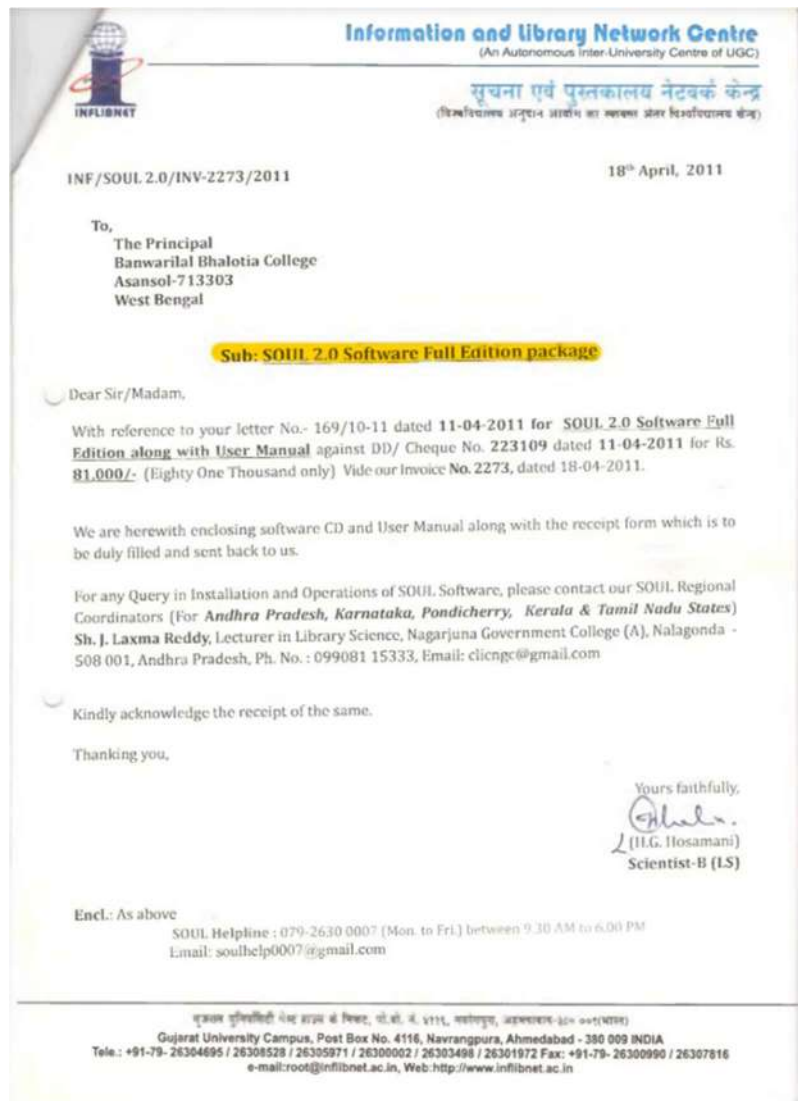 Information and Library Network Centre
(An Autonomous Inter-University Centre of UGC)
सूचना एवं पुस्तकालय नेटवर्क केन्द्र
(विश्वविद्यालय अनुदान आयोग का स्वायत्त अंतर विश्वविद्यालय केन्द्र)
INFLIBNET
INF/SOUL 2.0/INV-2273/2011
18th April, 2011
To,
The Principal
Banwarilal Bhalotia College
Asansol-713303
West Bengal
Sub: SOUL 2.0 Software Full Edition package
Dear Sir/Madam,
With reference to your letter No.- 169/10-11 dated 11-04-2011 for SOUL 2.0 Software Full
Edition along with User Manual against DD/ Cheque No. 223109 dated 11-04-2011 for Rs.
81,000/- (Eighty One Thousand only) Vide our Invoice No. 2273, dated 18-04-2011.
We are herewith enclosing software CD and User Manual along with the receipt form which is to
be duly filled and sent back to us.
For any Query in Installation and Operations of SOUL Software, please contact our SOUL Regional
Coordinators (For Andhra Pradesh, Karnataka, Pondicherry, Kerala & Tamil Nadu States)
Sh. J. Laxma Reddy, Lecturer in Library Science, Nagarjuna Government College (A), Nalagonda -
508 001, Andhra Pradesh, Ph. No. : 099081 15333, Email: clicngc@gmail.com
Kindly acknowledge the receipt of the same.
Thanking you,
Yours faithfully,
(H.G. Hosamani)
Scientist-B (LS)
Encl.: As above
SOUL Helpline : 079-2630 0007 (Mon. to Fri.) between 9.30 AM to 6.00 PM
Email: soulhelp0007@gmail.com
Gujarat University Campus, Post Box No. 4116, Navrangpura, Ahmedabad - 380 009 INDIA
Tele.: +91-79- 26304695 / 26308528 / 26305971 / 26300002 / 26303498 / 26301972 Fax: +91-79- 26300990 / 26307816
e-mail:root@inflibnet.ac.in, Web:http://www.inflibnet.ac.in